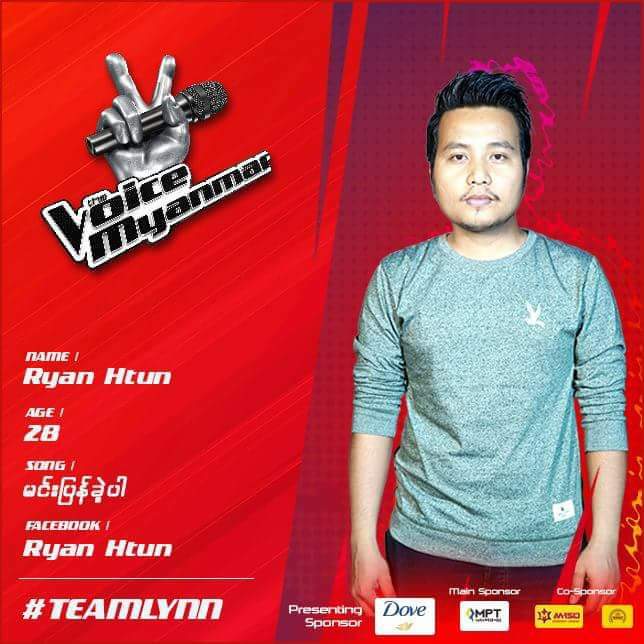 The
Voice
Myanmar
NAME /
Ryan Htun
AGE /
28
SONG /
မင်းပြန်ခဲ့ပါ
FACEBOOK /
Ryan Htun
#TEAMLYNN
Presenting
Sponsor
Dove
Main Sponsor
MPT
Co-Sponsor
M-150